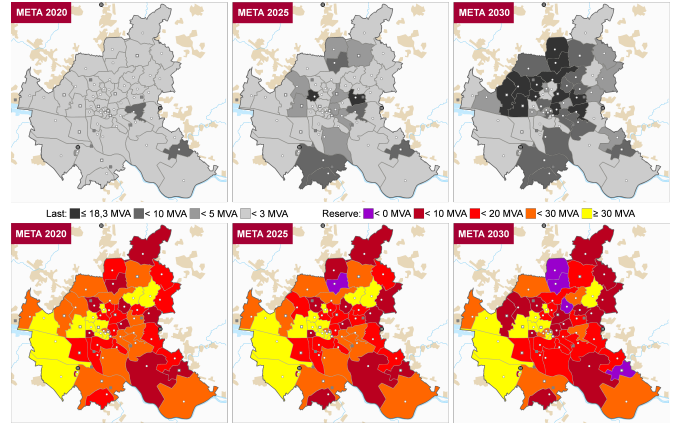 META 2020
META 2025
META 2030
Last: ≤ 18,3 MVA < 10 MVA < 5 MVA < 3 MVA Reserve: < 0 MVA < 10 MVA < 20 MVA < 30 MVA ≥ 30 MVA
META 2020
META 2025
META 2030